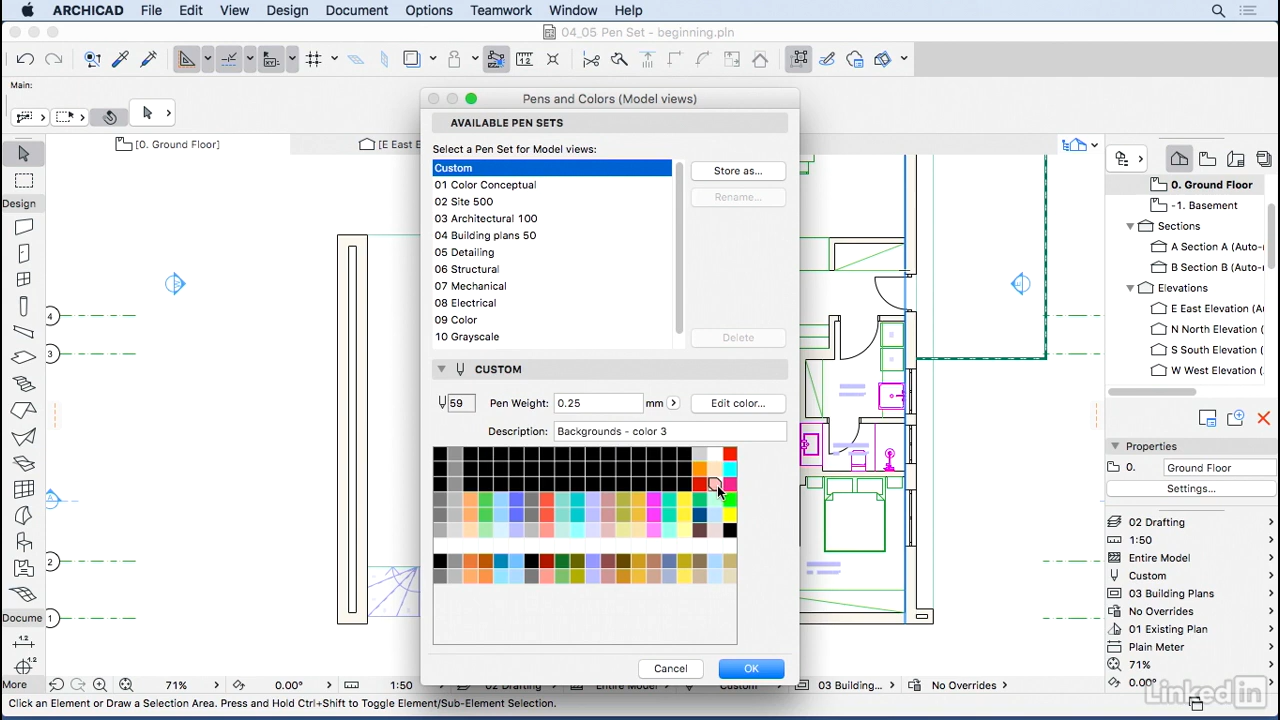 ARCHICAD File Edit View Design Document Options Teamwork Window Help
04_05 Pen Set - beginning.pln
Main:
[0. Ground Floor]
[E East E
Pens and Colors (Model views)
AVAILABLE PEN SETS
Select a Pen Set for Model views:
Custom
01 Color Conceptual
02 Site 500
03 Architectural 100
04 Building plans 50
05 Detailing
06 Structural
07 Mechanical
08 Electrical
09 Color
10 Grayscale
Store as...
Rename...
Delete
CUSTOM
59 Pen Weight: 0.25 mm Edit color...
Description: Backgrounds - color 3
Cancel OK
Design
Docume
More
4
3
2
1
0. Ground Floor
-1. Basement
Sections
A Section A (Auto-
B Section B (Auto-
Elevations
E East Elevation (
N North Elevation (
S South Elevation (
W West Elevation (
Properties
0. Ground Floor
Settings...
02 Drafting
1:50
Entire Model
Custom
03 Building Plans
No Overrides
01 Existing Plan
Plain Meter
71%
0.00°
71% 0.00° 1:50 02 Drafting Entire Model Custom 03 Building... No Overrides
Click an Element or Draw a Selection Area. Press and Hold Ctrl+Shift to Toggle Element/Sub-Element Selection.
LinkedIn